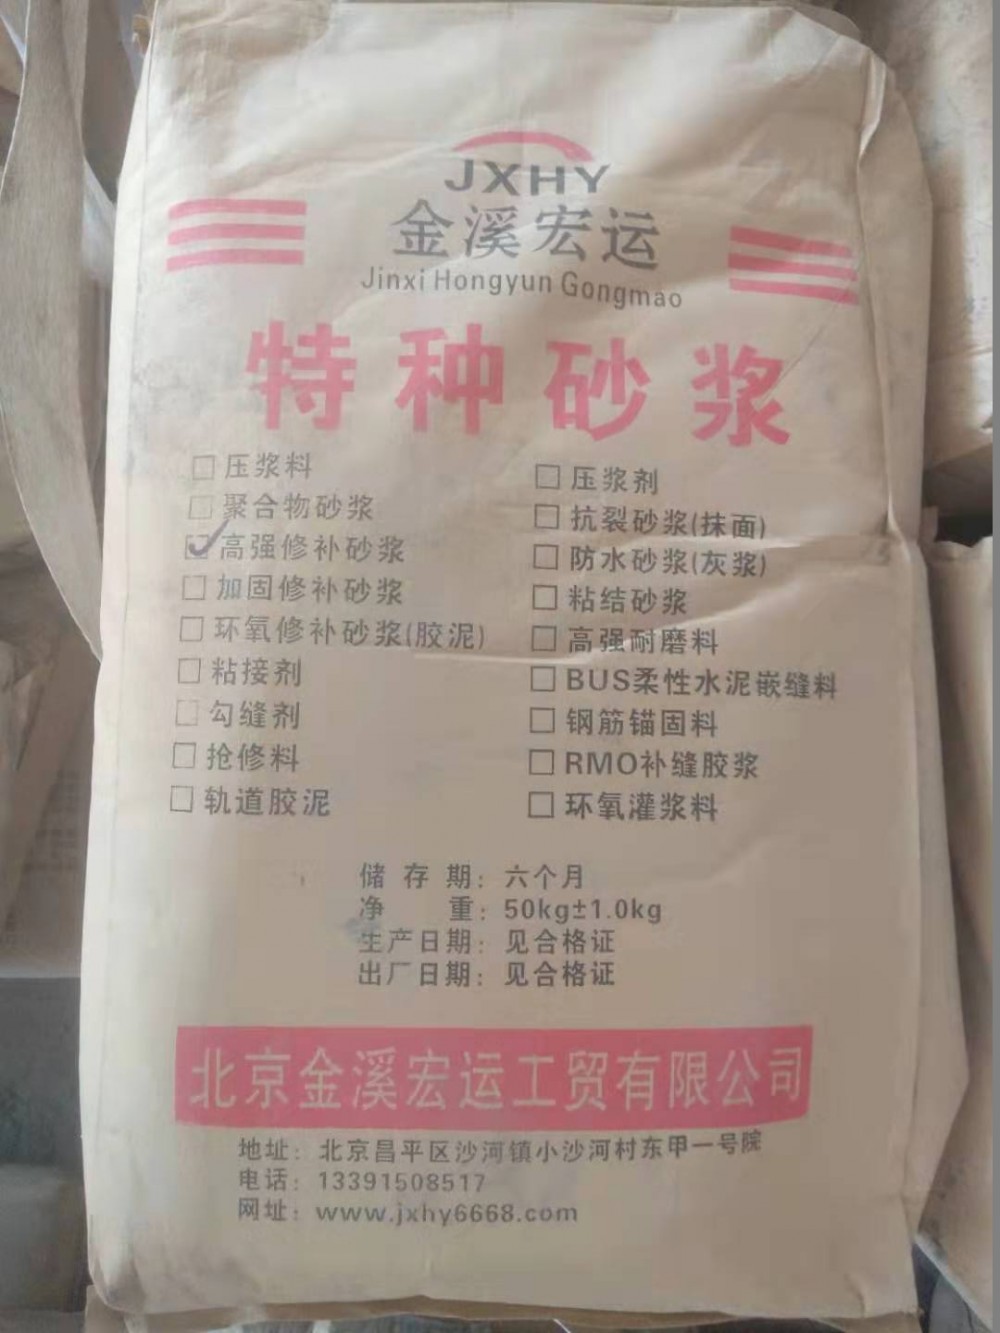 JXHY
金溪宏运
Jinxi Hongyun Gongmao
特种砂浆
□压浆料
□聚合物砂浆
☑高强修补砂浆
□加固修补砂浆
□环氧修补砂浆(胶泥)
□粘接剂
□勾缝剂
□抢修料
□轨道胶泥
□压浆剂
□抗裂砂浆(抹面)
□防水砂浆(灰浆)
□粘结砂浆
□高强耐磨料
□BUS柔性水泥嵌缝料
□钢筋锚固料
□RMO补缝胶浆
□环氧灌浆料
储存期：六个月
净重：50kg±1.0kg
生产日期：见合格证
出厂日期：见合格证
北京金溪宏运工贸有限公司
地址：北京昌平区沙河镇小沙河村东甲一号院
电话：13391508517
网址：www.jxhy6668.com